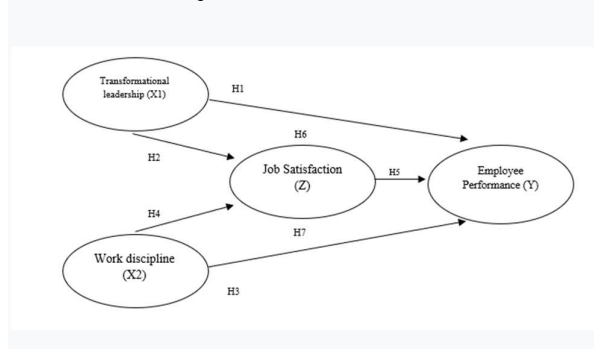 Transformational
leadership (X1)
H1
H6
H2
Job Satisfaction
(Z)
H5
Employee
Performance (Y)
H4
H7
Work discipline
(X2)
H3